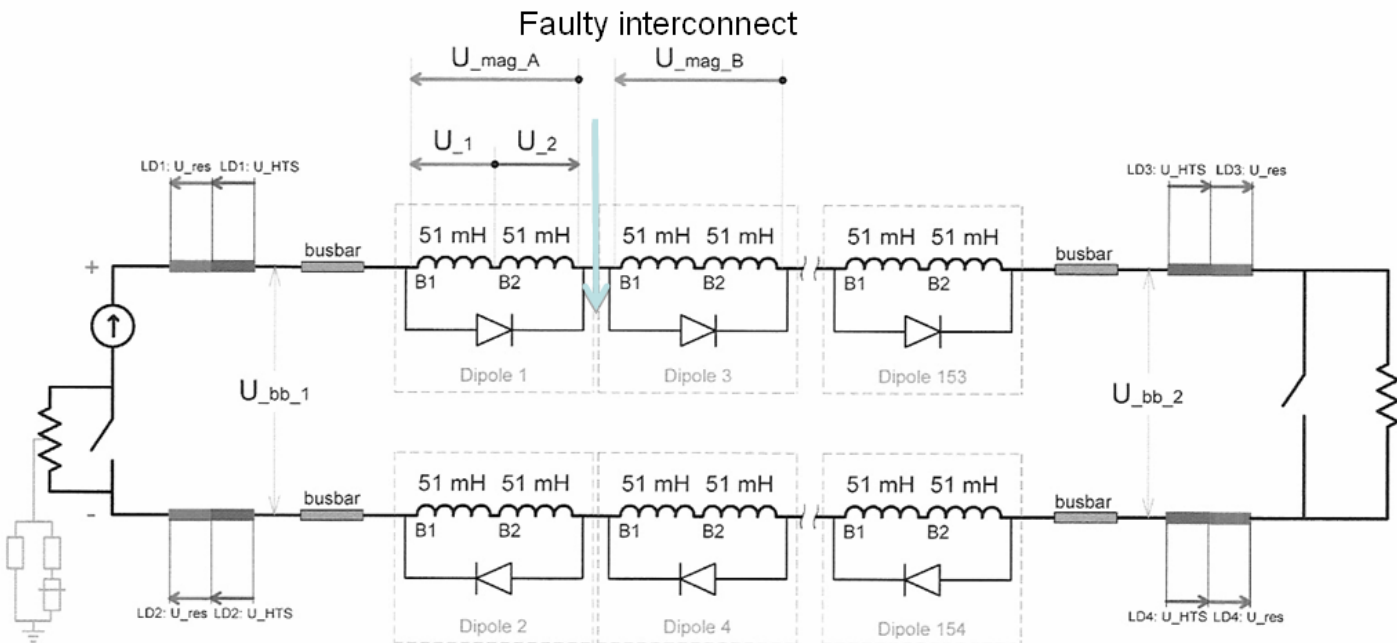 Faulty interconnect
U_mag_A U_mag_B
U_1 U_2
LD1: U_res LD1: U_HTS LD3: U_HTS LD3: U_res
51 mH 51 mH 51 mH 51 mH 51 mH 51 mH
busbar busbar
+
B1 B2 B1 B2 B1 B2
Dipole 1 Dipole 3 Dipole 153
U_bb_1 U_bb_2
51 mH 51 mH 51 mH 51 mH 51 mH 51 mH
busbar busbar
-
B1 B2 B1 B2 B1 B2
LD2: U_res LD2: U_HTS LD4: U_HTS LD4: U_res
Dipole 2 Dipole 4 Dipole 154